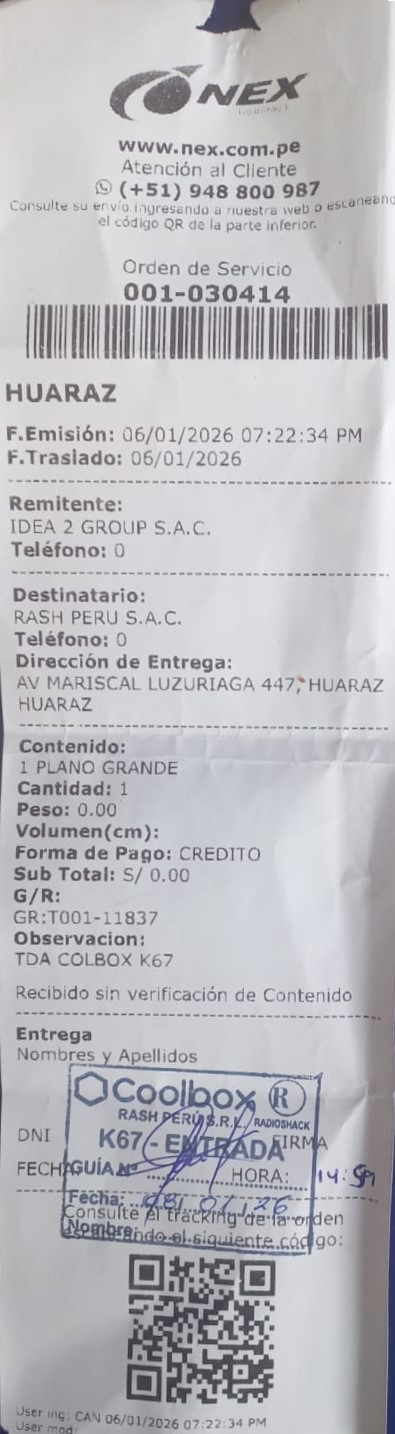 NEX
www.nex.com.pe
Atención al Cliente
(+51) 948 800 987
Consulte su envío ingresando a nuestra web o escaneand
el código QR de la parte inferior.
Orden de Servicio
001-030414
HUARAZ
F.Emisión: 06/01/2026 07:22:34 PM
F.Traslado: 06/01/2026
Remitente:
IDEA 2 GROUP S.A.C.
Teléfono: 0
Destinatario:
RASH PERU S.A.C.
Teléfono: 0
Dirección de Entrega:
AV MARISCAL LUZURIAGA 447, HUARAZ
HUARAZ
Contenido:
1 PLANO GRANDE
Cantidad: 1
Peso: 0.00
Volumen(cm):
Forma de Pago: CREDITO
Sub Total: S/ 0.00
G/R:
GR:T001-11837
Observacion:
TDA COLBOX K67
Recibido sin verificación de Contenido
Entrega
Nombres y Apellidos
Coolbox R
RASH PERÚ S.R.L. RADIOSHACK
DNI K67 - ENTRADA FIRMA
FECHA GUÍA Nº HORA: 14:59
Fecha: 08/01/26
Consulte el tracking de la orden
Nombre:
escaneando el siguiente código:
User ing: CAN 06/01/2026 07:22:34 PM
User mod: